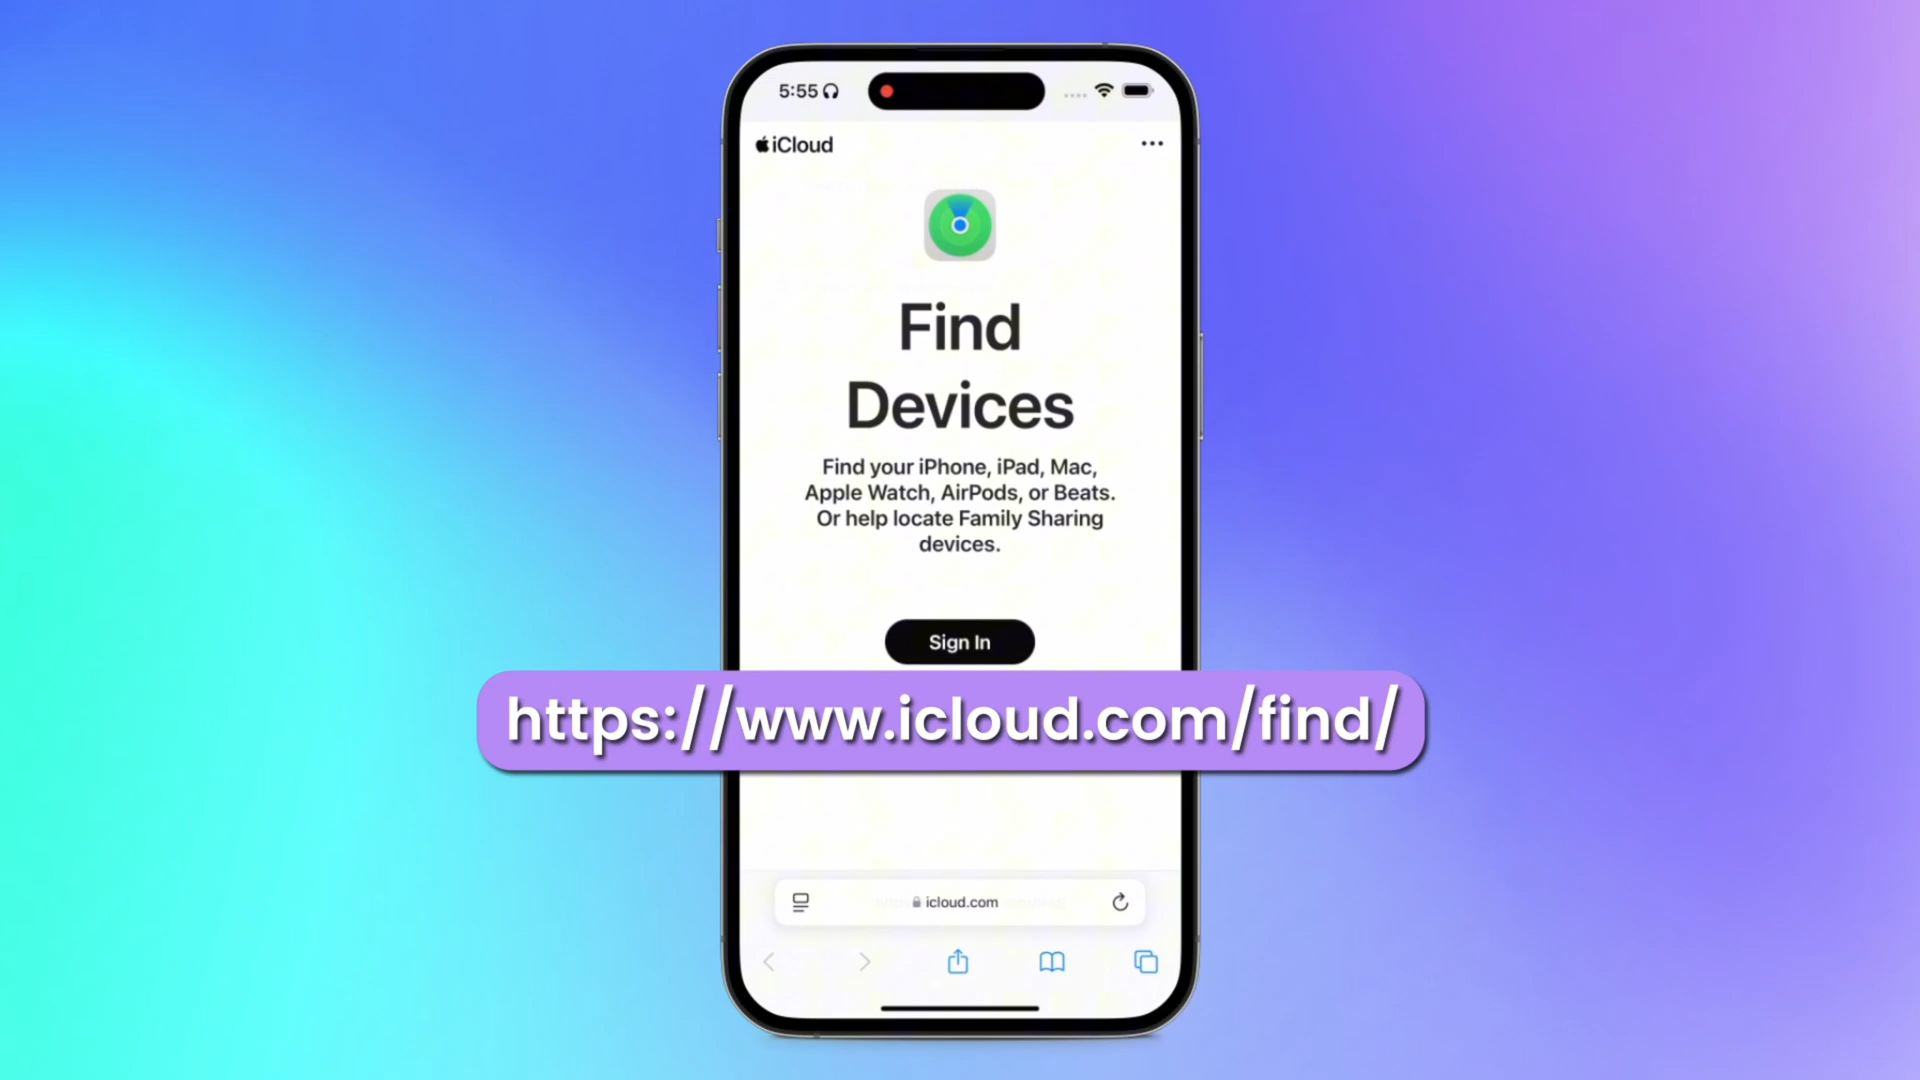 5:55
iCloud
Find
Devices
Find your iPhone, iPad, Mac,
Apple Watch, AirPods, or Beats.
Or help locate Family Sharing
devices.
Sign In
https://www.icloud.com/find/
icloud.com